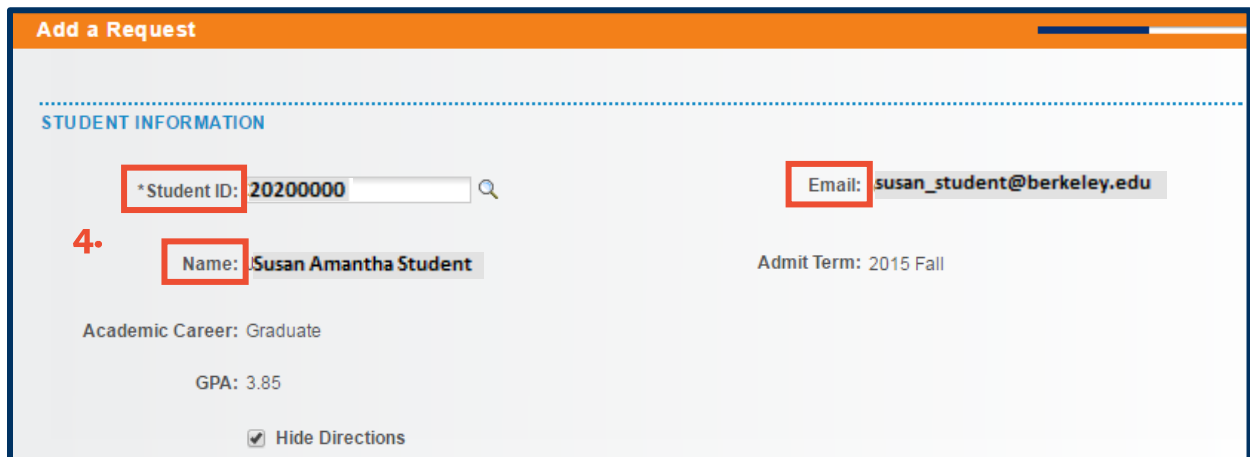 Add a Request
STUDENT INFORMATION
*Student ID: 20200000
Email: susan_student@berkeley.edu
4.
Name: Susan Amantha Student
Admit Term: 2015 Fall
Academic Career: Graduate
GPA: 3.85
Hide Directions